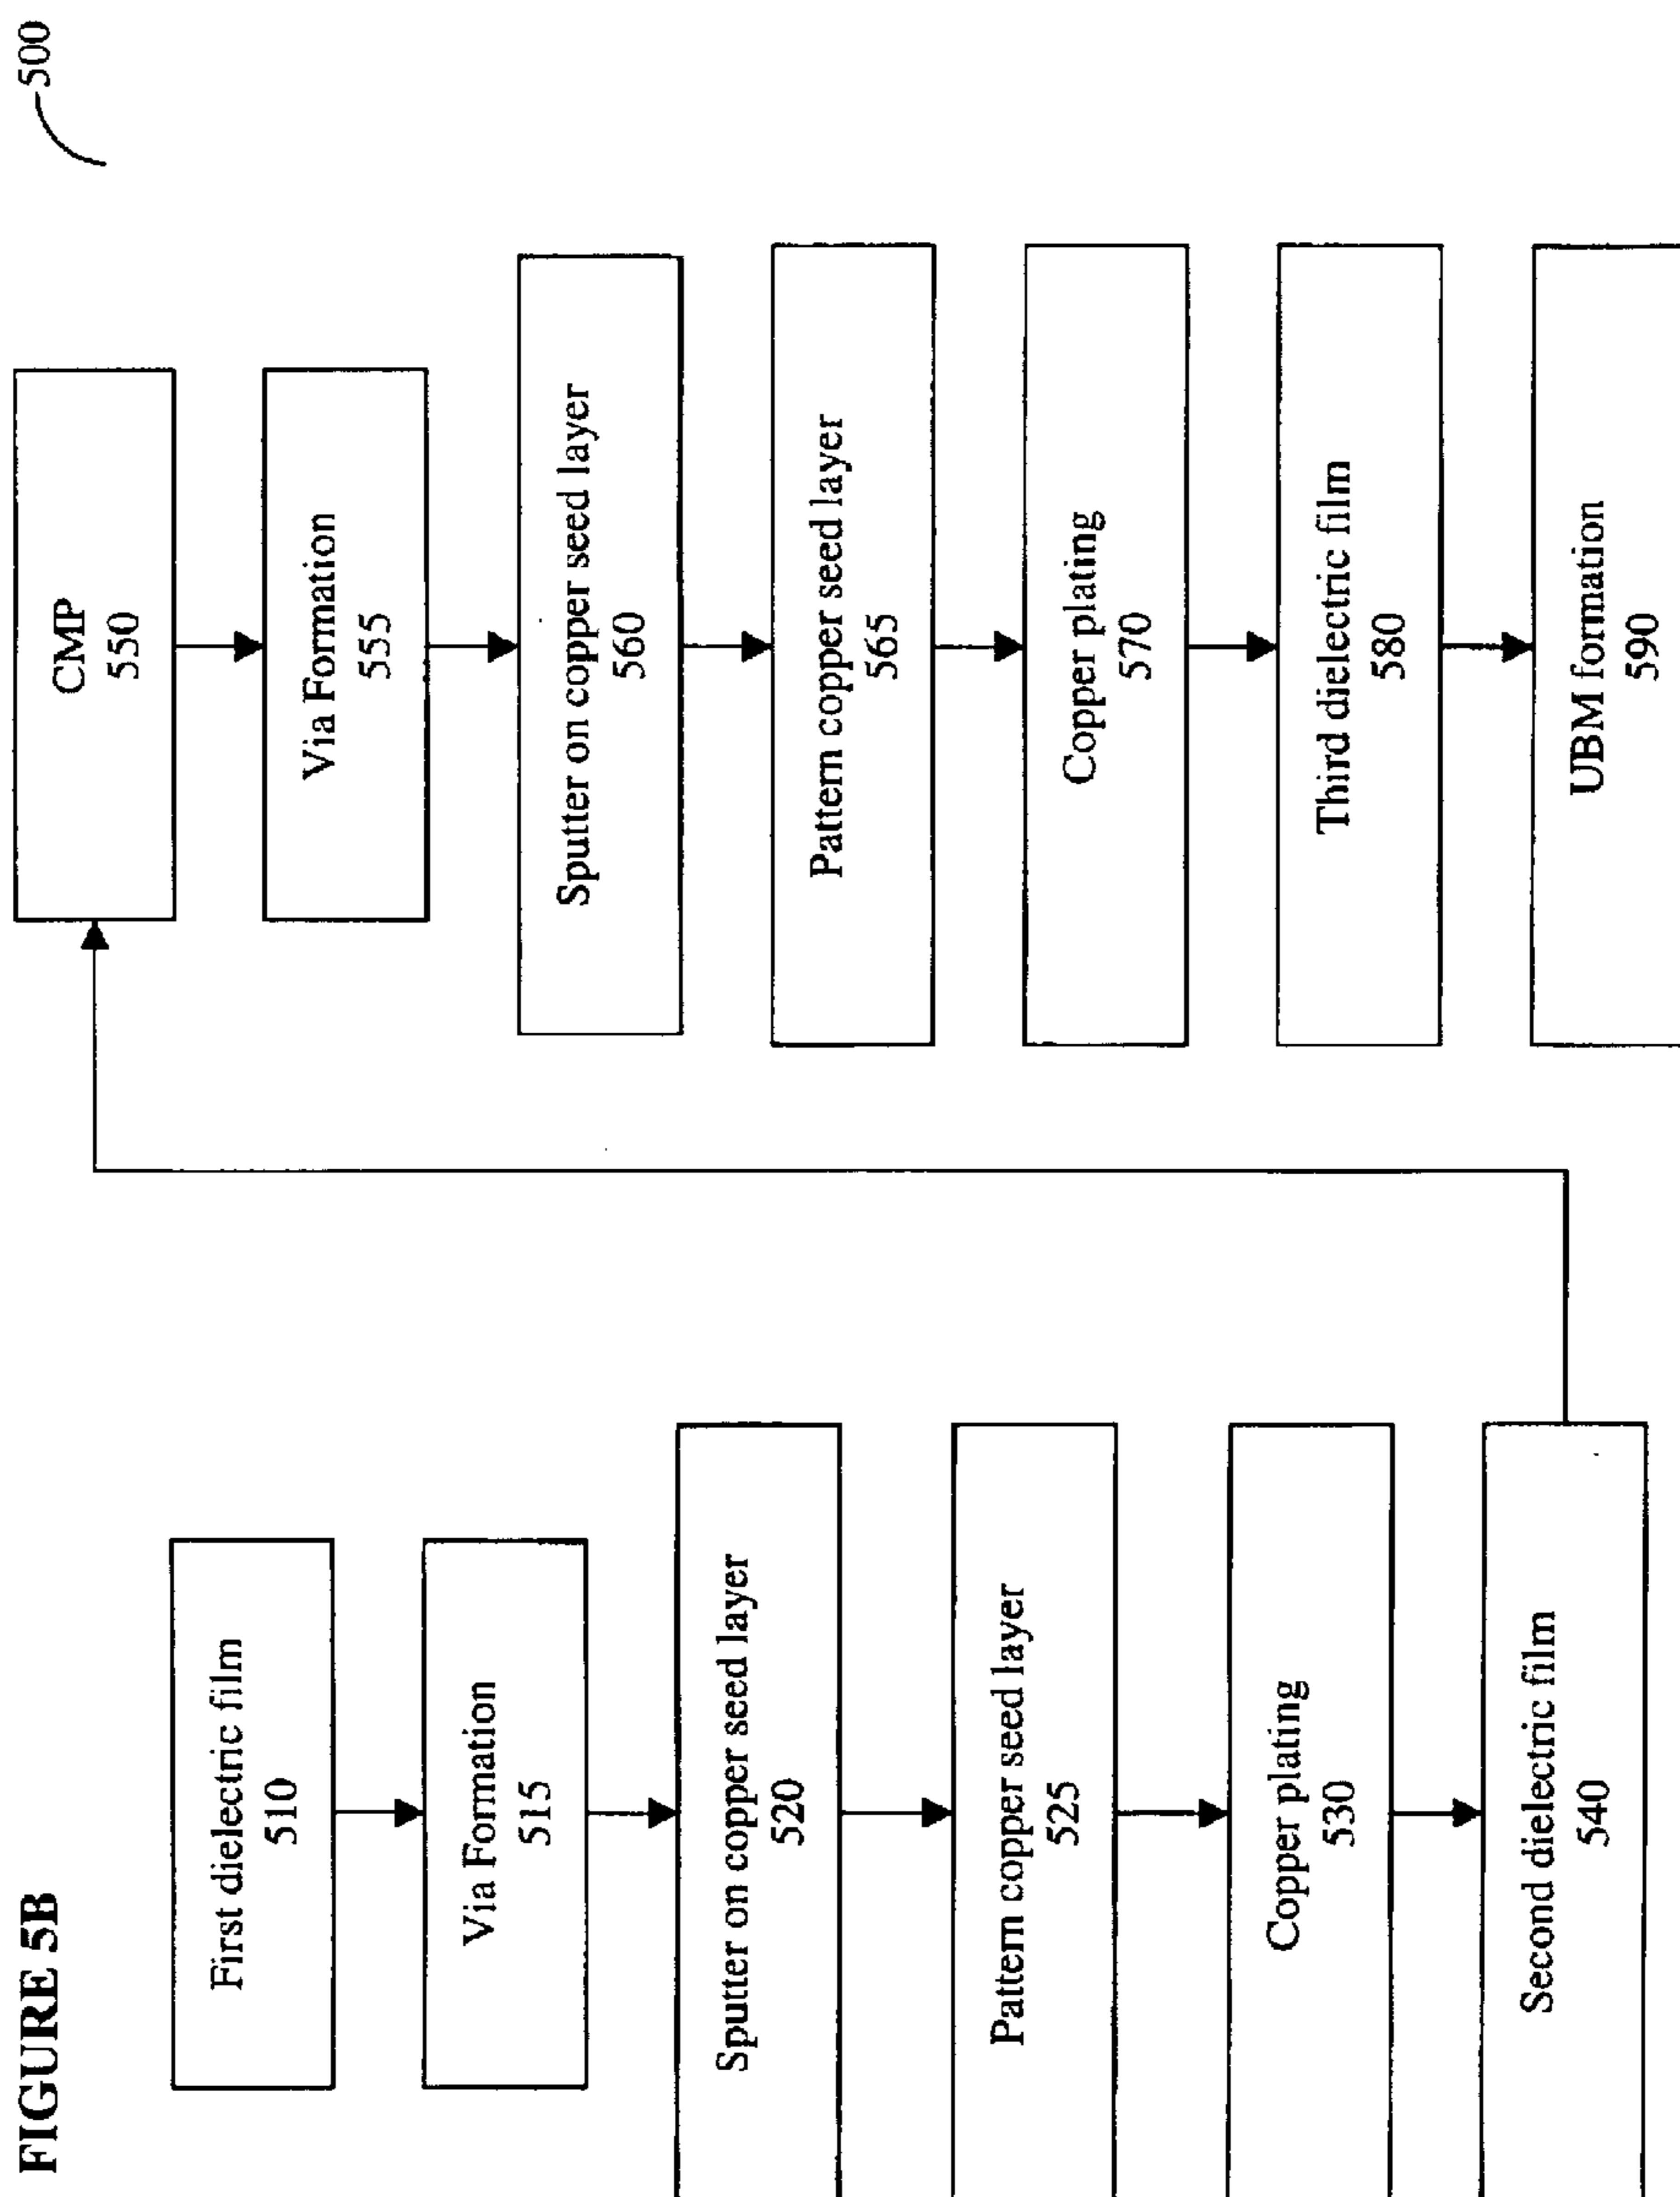 FIGURE 5B
500
First dielectric film
510
Via Formation
515
Sputter on copper seed layer
520
Pattern copper seed layer
525
Copper plating
530
Second dielectric film
540
CMP
550
Via Formation
555
Sputter on copper seed layer
560
Pattern copper seed layer
565
Copper plating
570
Third dielectric film
580
UBM formation
590